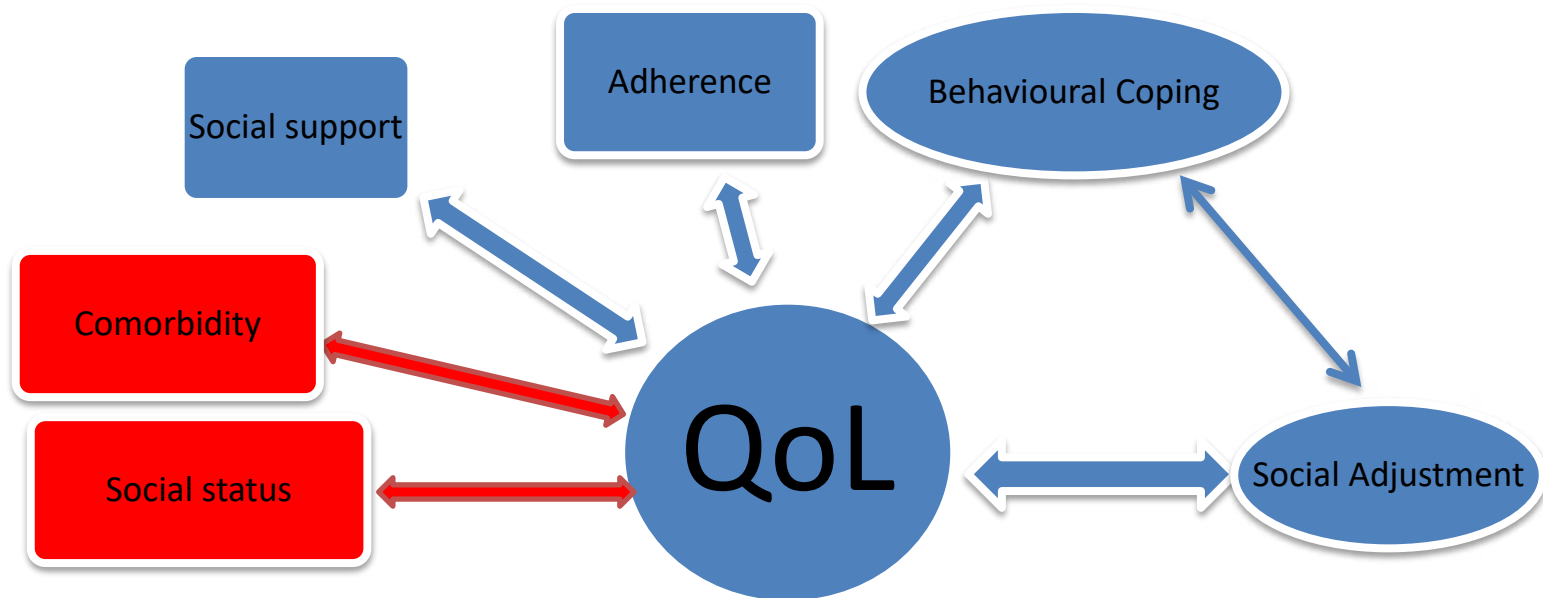 Adherence
Behavioural Coping
Social support
Comorbidity
QoL
Social status
Social Adjustment